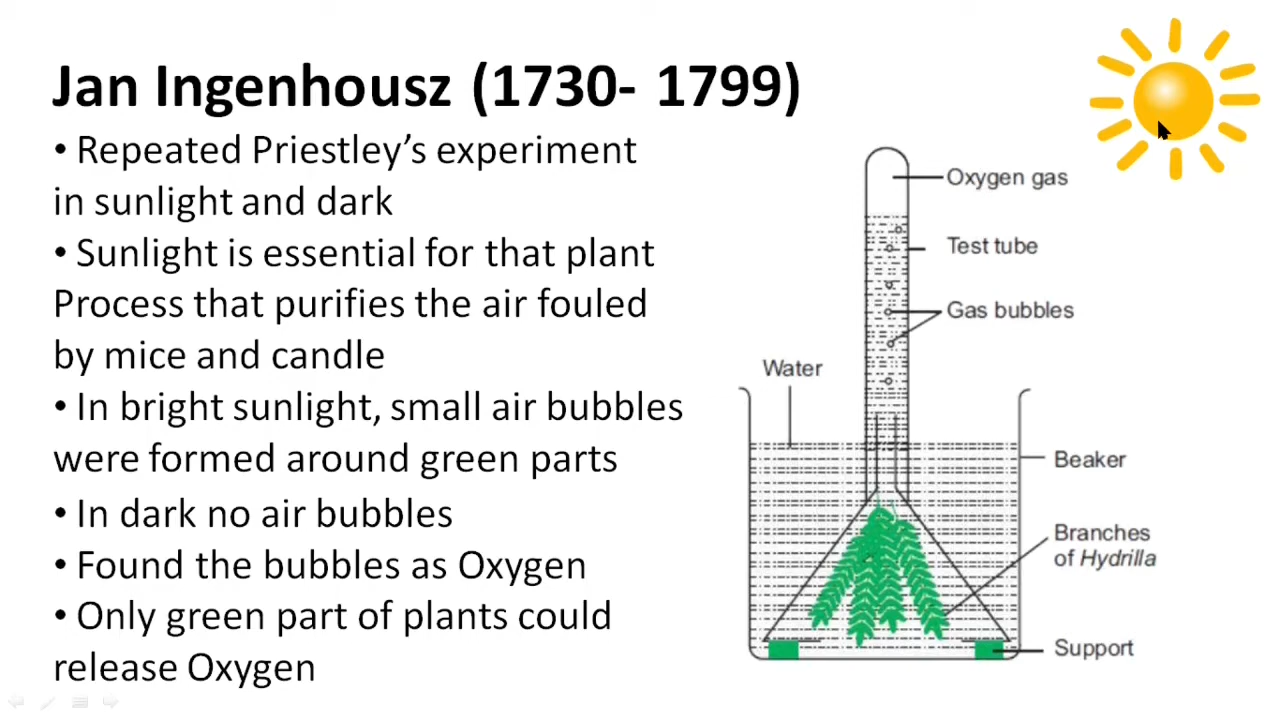 Jan Ingenhousz (1730- 1799)
• Repeated Priestley's experiment
in sunlight and dark
• Sunlight is essential for that plant
Process that purifies the air fouled
by mice and candle
• In bright sunlight, small air bubbles
were formed around green parts
• In dark no air bubbles
• Found the bubbles as Oxygen
• Only green part of plants could
release Oxygen
Oxygen gas
Test tube
Gas bubbles
Water
Beaker
Branches
of Hydrilla
Support